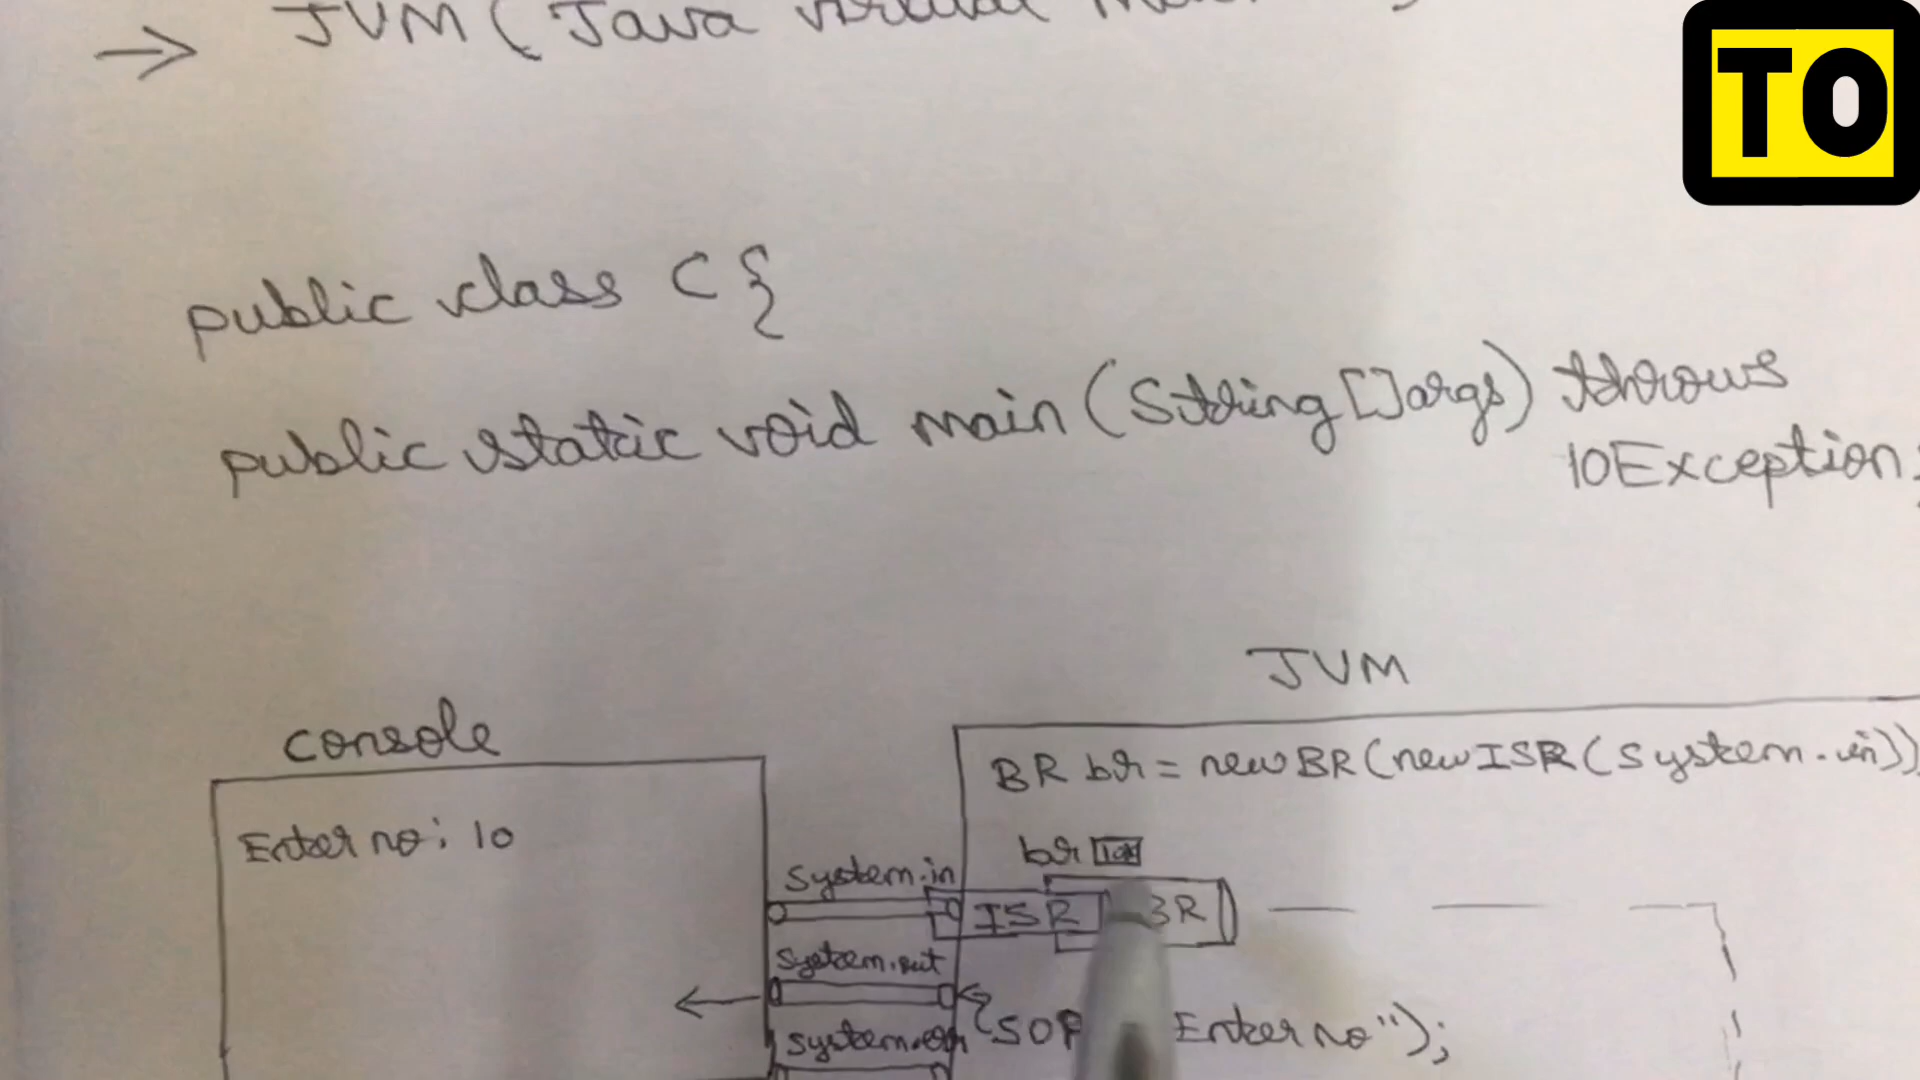 → JVM ( Java virtual
TO
public class C {
public static void main (String []args) throws
IOException
JVM
console
BR br = new BR (new ISR (System.in))
Enter no: 10
br 10k
System.in
ISR BR
System.out
SOP Enter no");
System.err